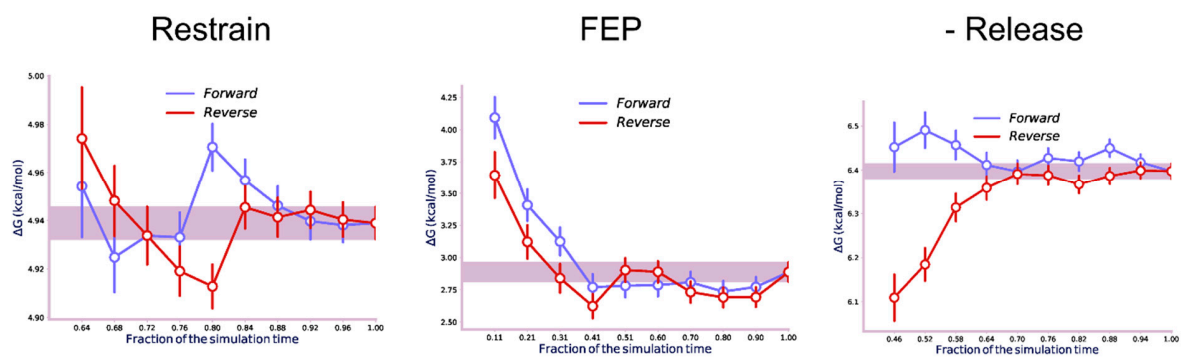 Restrain
FEP
- Release
5.00
4.98
4.96
4.94
4.92
4.90
ΔG (kcal/mol)
Forward
Reverse
0.64 0.68 0.72 0.76 0.80 0.84 0.88 0.92 0.96 1.00
Fraction of the simulation time
4.25
4.00
3.75
3.50
3.25
3.00
2.75
2.50
ΔG (kcal/mol)
Forward
Reverse
0.11 0.21 0.31 0.41 0.51 0.60 0.70 0.80 0.90 1.00
Fraction of the simulation time
6.5
6.4
6.3
6.2
6.1
ΔG (kcal/mol)
Forward
Reverse
0.46 0.52 0.58 0.64 0.70 0.76 0.82 0.88 0.94 1.00
Fraction of the simulation time